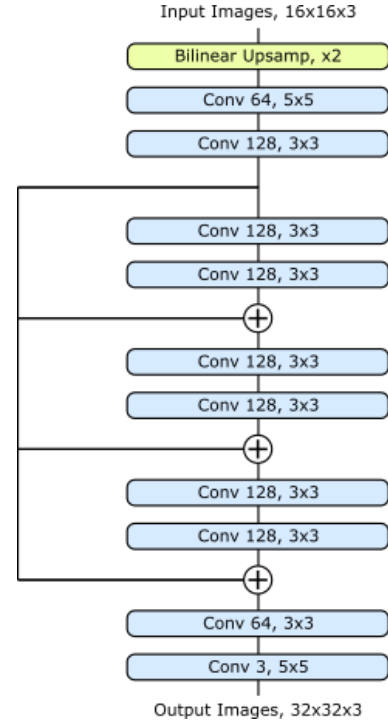 Input Images, 16x16x3
Bilinear Upsamp, x2
Conv 64, 5x5
Conv 128, 3x3
Conv 128, 3x3
Conv 128, 3x3
Conv 128, 3x3
Conv 128, 3x3
Conv 128, 3x3
Conv 128, 3x3
Conv 64, 3x3
Conv 3, 5x5
Output Images, 32x32x3